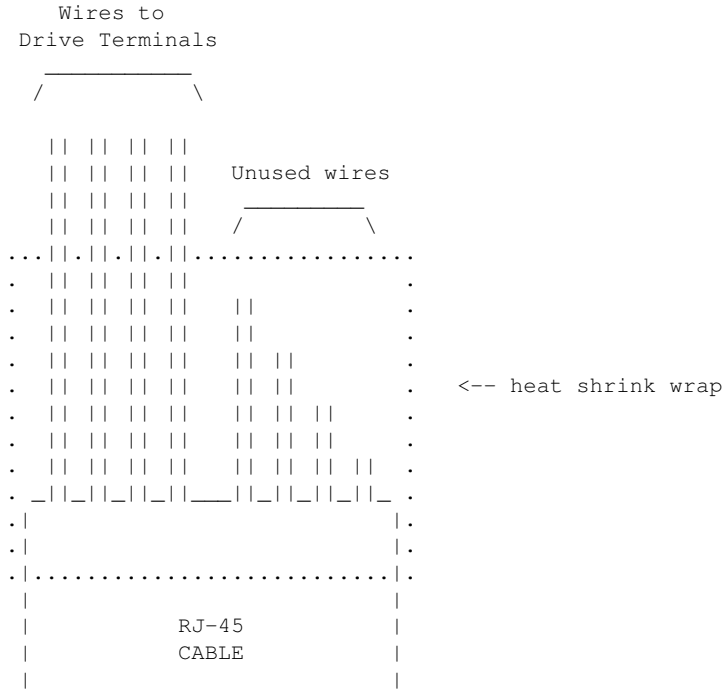 Wires to
Drive Terminals
Unused wires
<-- heat shrink wrap
RJ-45
CABLE